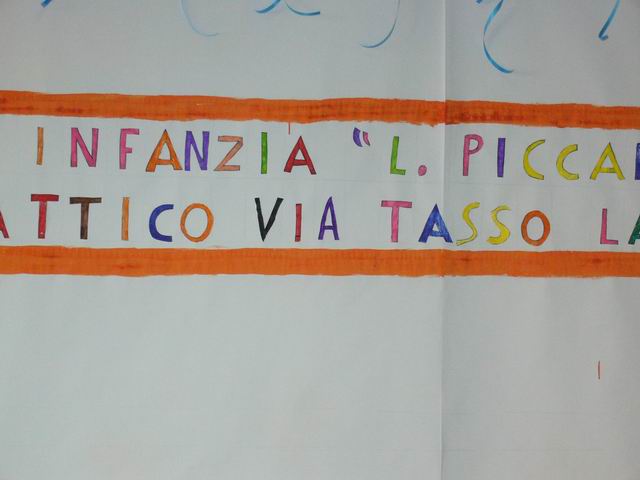 INFANZIA "L. PICCA
ATTICO VIA TASSO LA